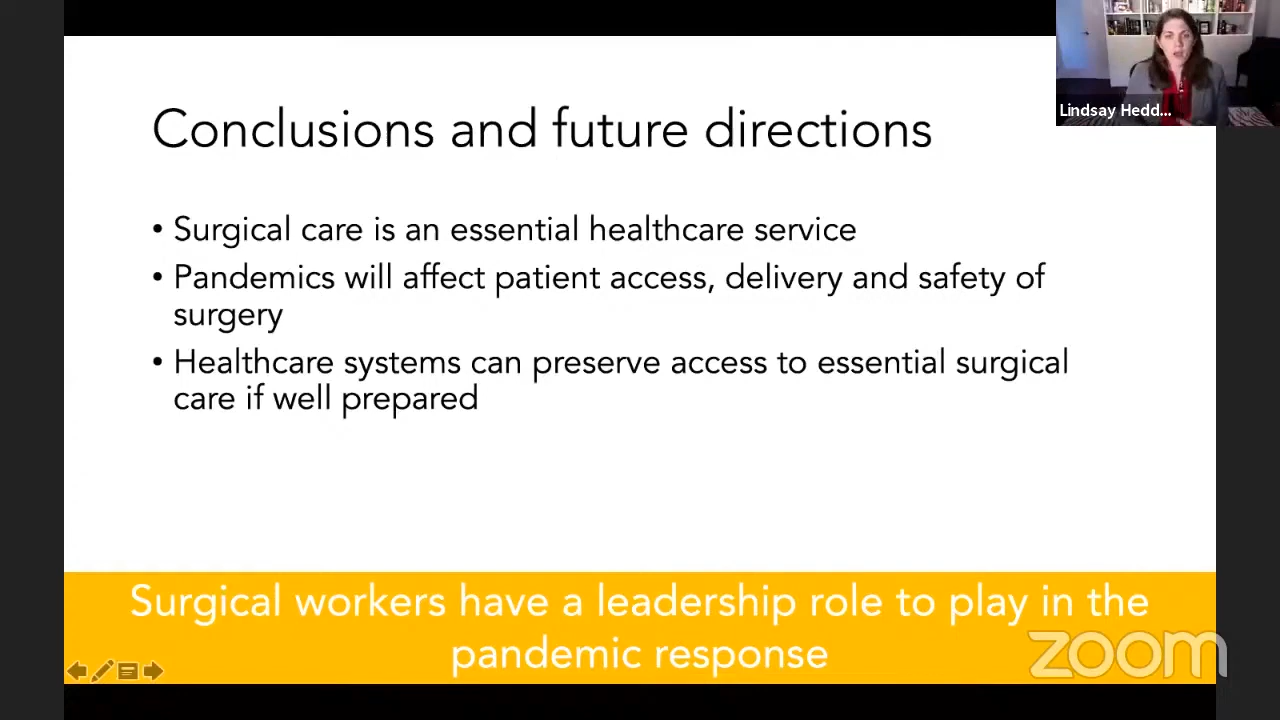 Lindsay Hedd...
Conclusions and future directions
• Surgical care is an essential healthcare service
• Pandemics will affect patient access, delivery and safety of
surgery
• Healthcare systems can preserve access to essential surgical
care if well prepared
Surgical workers have a leadership role to play in the
pandemic response
zoom